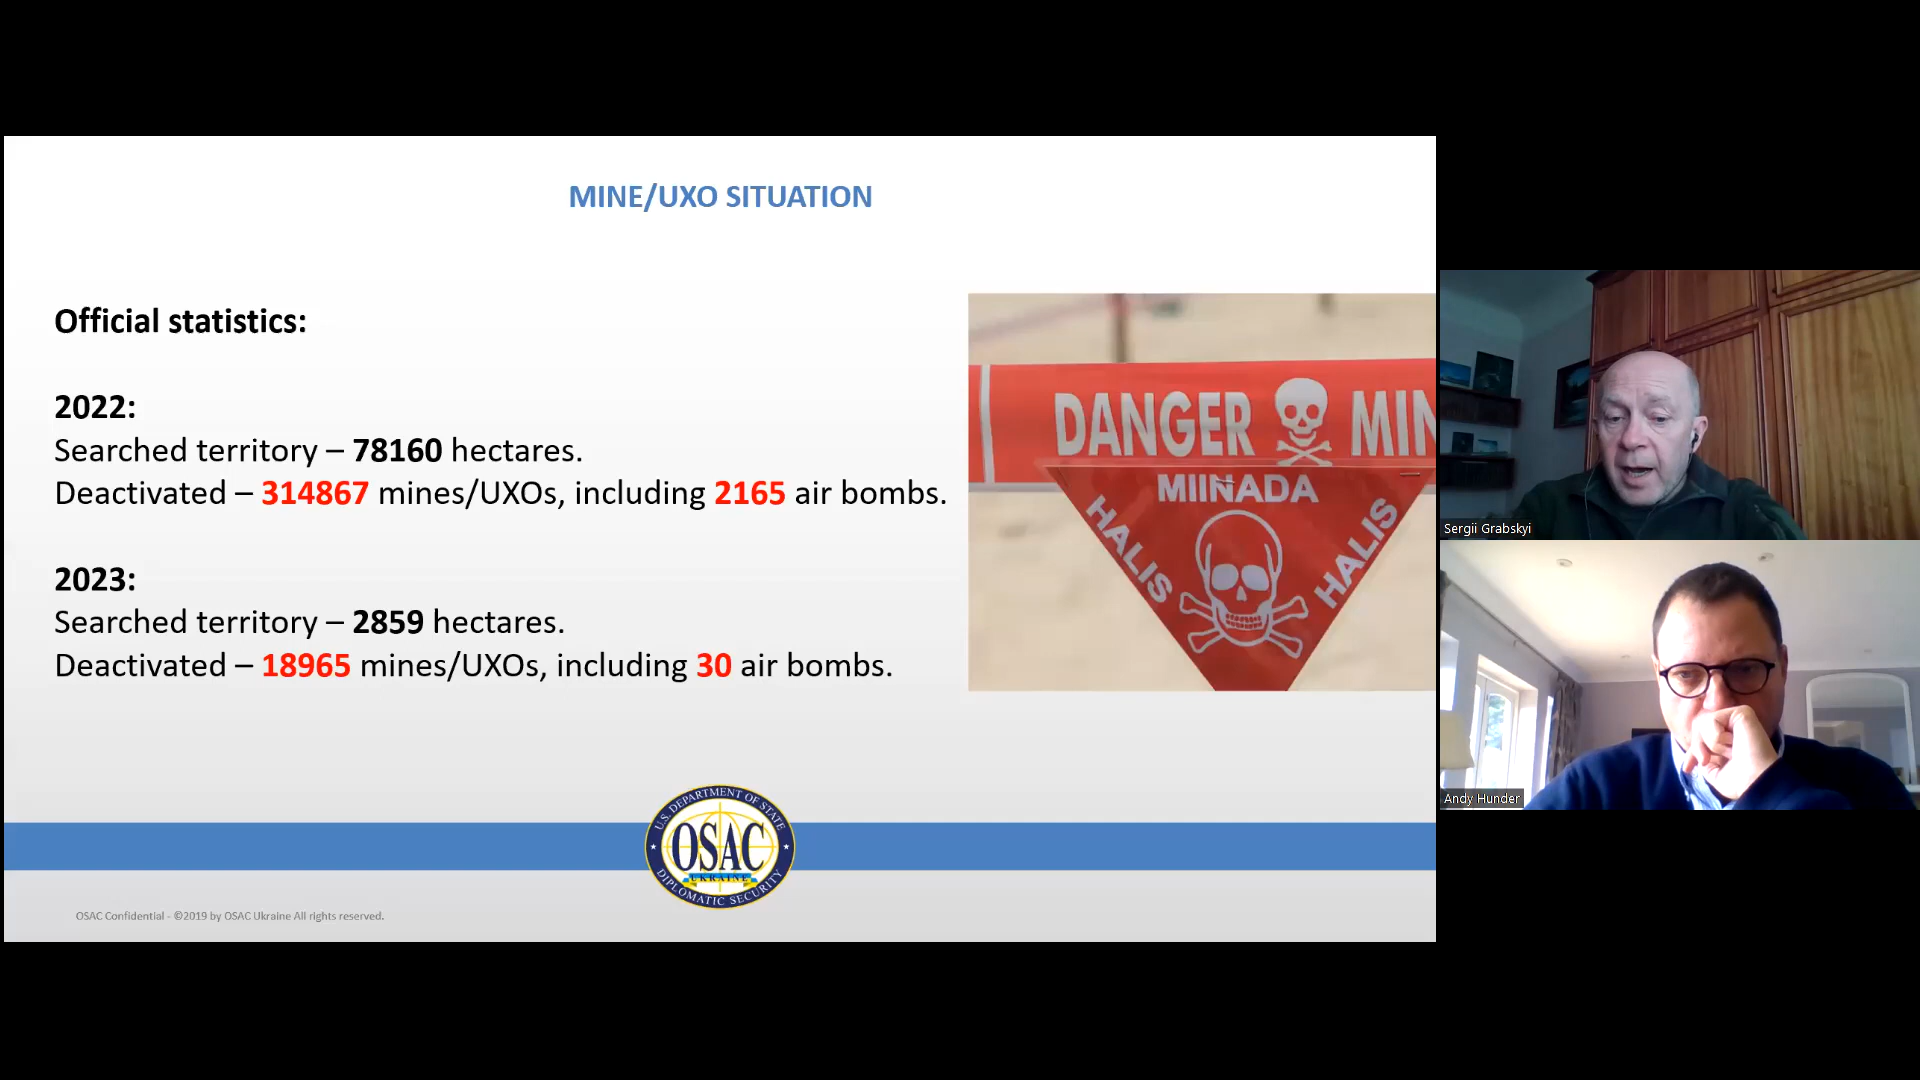 MINE/UXO SITUATION
Official statistics:
2022:
Searched territory – 78160 hectares.
Deactivated – 314867 mines/UXOs, including 2165 air bombs.
2023:
Searched territory – 2859 hectares.
Deactivated – 18965 mines/UXOs, including 30 air bombs.
DANGER MIN
MIINADA
HALIS
HALIS
U.S. DEPARTMENT OF STATE
OSAC
UKRAINE
DIPLOMATIC SECURITY
OSAC Confidential - ©2019 by OSAC Ukraine All rights reserved.
Sergii Grabskyi
Andy Hunder